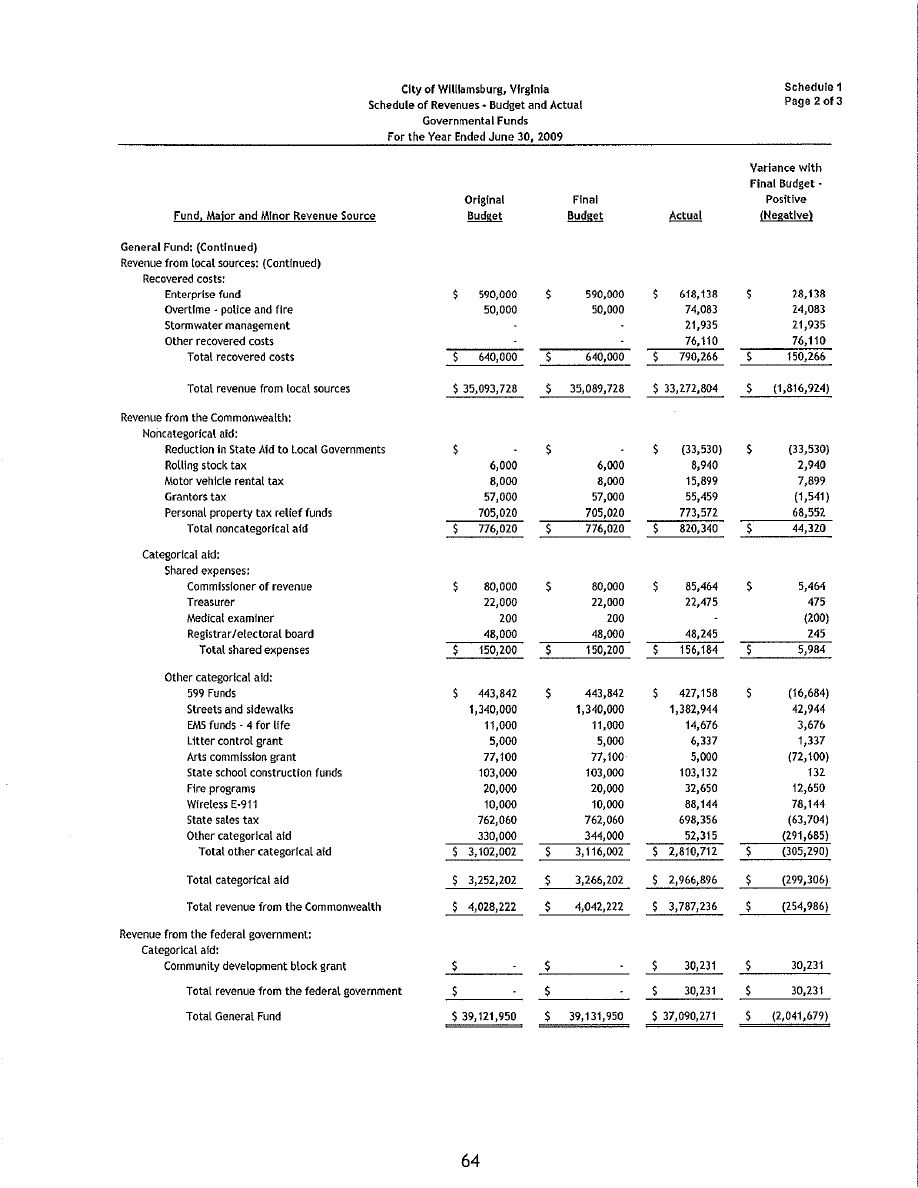 City of Williamsburg, Virginia
Schedule 1
Schedule of Revenues - Budget and Actual
Page 2 of 3
Governmental Funds
For the Year Ended June 30, 2009
Variance with
Final Budget -
Original Final Positive
Fund, Major and Minor Revenue Source Budget Budget Actual (Negative)
General Fund: (Continued)
Revenue from local sources: (Continued)
Recovered costs:
Enterprise fund $ 590,000 $ 590,000 $ 618,138 $ 28,138
Overtime - police and fire 50,000 50,000 74,083 24,083
Stormwater management - - 21,935 21,935
Other recovered costs - - 76,110 76,110
Total recovered costs $ 640,000 $ 640,000 $ 790,266 $ 150,266
Total revenue from local sources $ 35,093,728 $ 35,089,728 $ 33,272,804 $ (1,816,924)
Revenue from the Commonwealth:
Noncategorical aid:
Reduction in State Aid to Local Governments $ - $ - $ (33,530) $ (33,530)
Rolling stock tax 6,000 6,000 8,940 2,940
Motor vehicle rental tax 8,000 8,000 15,899 7,899
Grantors tax 57,000 57,000 55,459 (1,541)
Personal property tax relief funds 705,020 705,020 773,572 68,552
Total noncategorical aid $ 776,020 $ 776,020 $ 820,340 $ 44,320
Categorical aid:
Shared expenses:
Commissioner of revenue $ 80,000 $ 80,000 $ 85,464 $ 5,464
Treasurer 22,000 22,000 22,475 475
Medical examiner 200 200 - (200)
Registrar/electoral board 48,000 48,000 48,245 245
Total shared expenses $ 150,200 $ 150,200 $ 156,184 $ 5,984
Other categorical aid:
599 Funds $ 443,842 $ 443,842 $ 427,158 $ (16,684)
Streets and sidewalks 1,340,000 1,340,000 1,382,944 42,944
EMS funds - 4 for life 11,000 11,000 14,676 3,676
Litter control grant 5,000 5,000 6,337 1,337
Arts commission grant 77,100 77,100 5,000 (72,100)
State school construction funds 103,000 103,000 103,132 132
Fire programs 20,000 20,000 32,650 12,650
Wireless E-911 10,000 10,000 88,144 78,144
State sales tax 762,060 762,060 698,356 (63,704)
Other categorical aid 330,000 344,000 52,315 (291,685)
Total other categorical aid $ 3,102,002 $ 3,116,002 $ 2,810,712 $ (305,290)
Total categorical aid $ 3,252,202 $ 3,266,202 $ 2,966,896 $ (299,306)
Total revenue from the Commonwealth $ 4,028,222 $ 4,042,222 $ 3,787,236 $ (254,986)
Revenue from the federal government:
Categorical aid:
Community development block grant $ - $ - $ 30,231 $ 30,231
Total revenue from the federal government $ - $ - $ 30,231 $ 30,231
Total General Fund $ 39,121,950 $ 39,131,950 $ 37,090,271 $ (2,041,679)
64